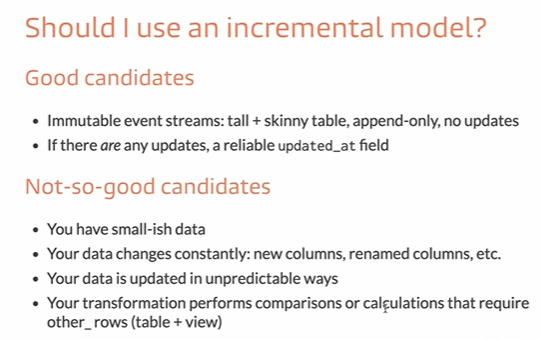 Should I use an incremental model?
Good candidates
• Immutable event streams: tall + skinny table, append-only, no updates
• If there are any updates, a reliable updated_at field
Not-so-good candidates
• You have small-ish data
• Your data changes constantly: new columns, renamed columns, etc.
• Your data is updated in unpredictable ways
• Your transformation performs comparisons or calculations that require
other_ rows (table + view)